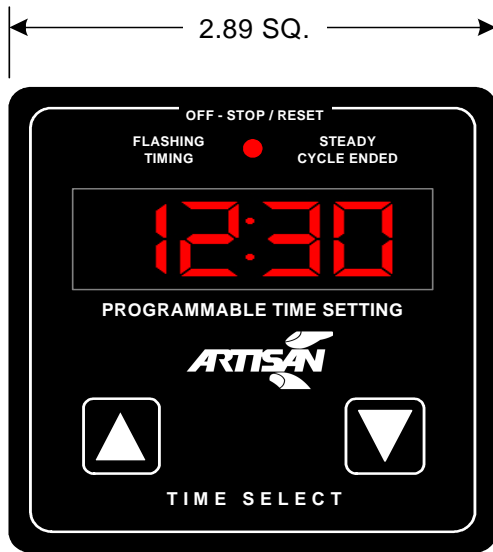 2.89 SQ.
OFF - STOP / RESET
FLASHING
TIMING
STEADY
CYCLE ENDED
12:30
PROGRAMMABLE TIME SETTING
ARTISAN
TIME SELECT